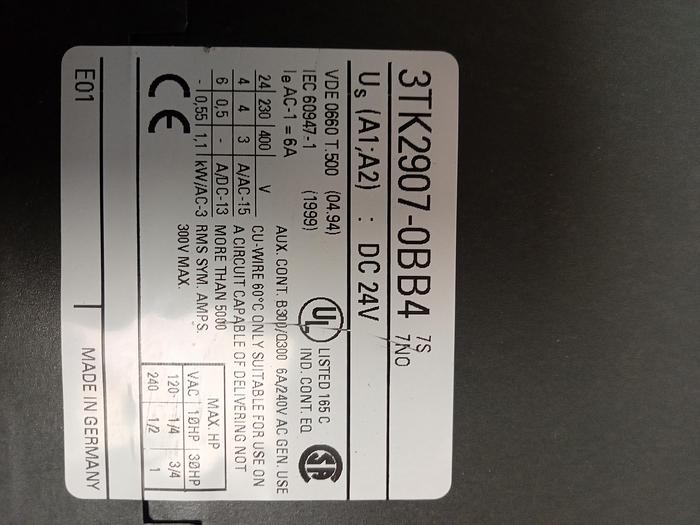 3TK2907-0BB4 7S
7NO
Us (A1;A2) : DC 24V
VDE 0660 T.500 (04.94)
IEC 60947-1 (1999)
Ie AC-1 = 6A
24 230 400 V
4 4 3 A/AC-15
6 0,5 - A/DC-13
- 0,55 1,1 kW/AC-3
CE
UL LISTED 165 C
IND. CONT. EQ.
SA
AUX. CONT. B300/Q300 6A/240V AC GEN. USE
CU-WIRE 60°C ONLY SUITABLE FOR USE ON
A CIRCUIT CAPABLE OF DELIVERING NOT
MORE THAN 5000
RMS SYM. AMPS.
300V MAX.
MAX. HP
VAC 1ØHP 3ØHP
120- 1/4 3/4
240 1/2 1
E01 MADE IN GERMANY